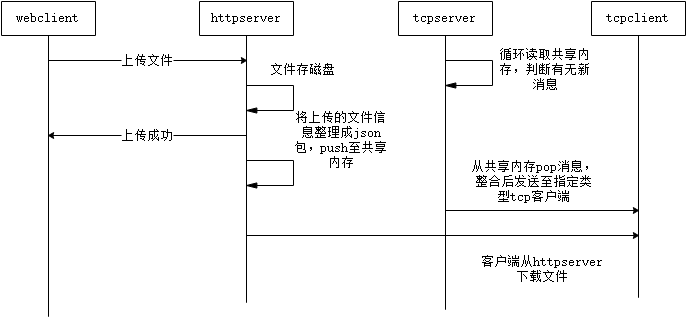 webclient
httpserver
tcpserver
tcpclient
上传文件
文件存磁盘
循环读取共享内
存，判断有无新
消息
将上传的文件信
息整理成json
包，push至共享
内存
上传成功
从共享内存pop消息，
整合后发送至指定类
型tcp客户端
客户端从httpserver
下载文件